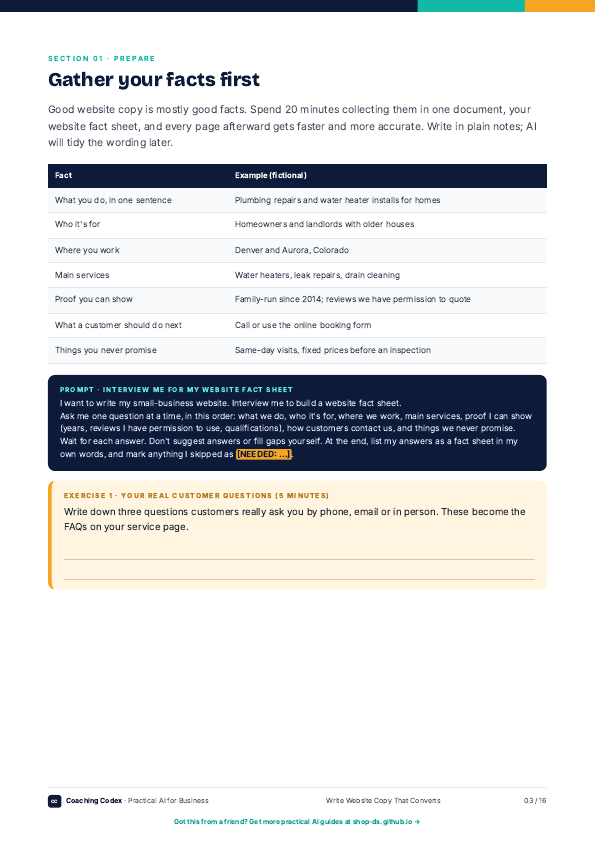 SECTION 01 · PREPARE
Gather your facts first
Good website copy is mostly good facts. Spend 20 minutes collecting them in one document, your
website fact sheet, and every page afterward gets faster and more accurate. Write in plain notes; AI
will tidy the wording later.
Fact Example (fictional)
What you do, in one sentence Plumbing repairs and water heater installs for homes
Who it's for Homeowners and landlords with older houses
Where you work Denver and Aurora, Colorado
Main services Water heaters, leak repairs, drain cleaning
Proof you can show Family-run since 2014; reviews we have permission to quote
What a customer should do next Call or use the online booking form
Things you never promise Same-day visits, fixed prices before an inspection
PROMPT · INTERVIEW ME FOR MY WEBSITE FACT SHEET
I want to write my small-business website. Interview me to build a website fact sheet.
Ask me one question at a time, in this order: what we do, who it's for, where we work, main services, proof I can show
(years, reviews I have permission to use, qualifications), how customers contact us, and things we never promise.
Wait for each answer. Don't suggest answers or fill gaps yourself. At the end, list my answers as a fact sheet in my
own words, and mark anything I skipped as [NEEDED: ...].
EXERCISE 1 · YOUR REAL CUSTOMER QUESTIONS (5 MINUTES)
Write down three questions customers really ask you by phone, email or in person. These become the
FAQs on your service page.
cc Coaching Codex · Practical AI for Business Write Website Copy That Converts 03 / 16
Got this from a friend? Get more practical AI guides at shop-ds.github.io →